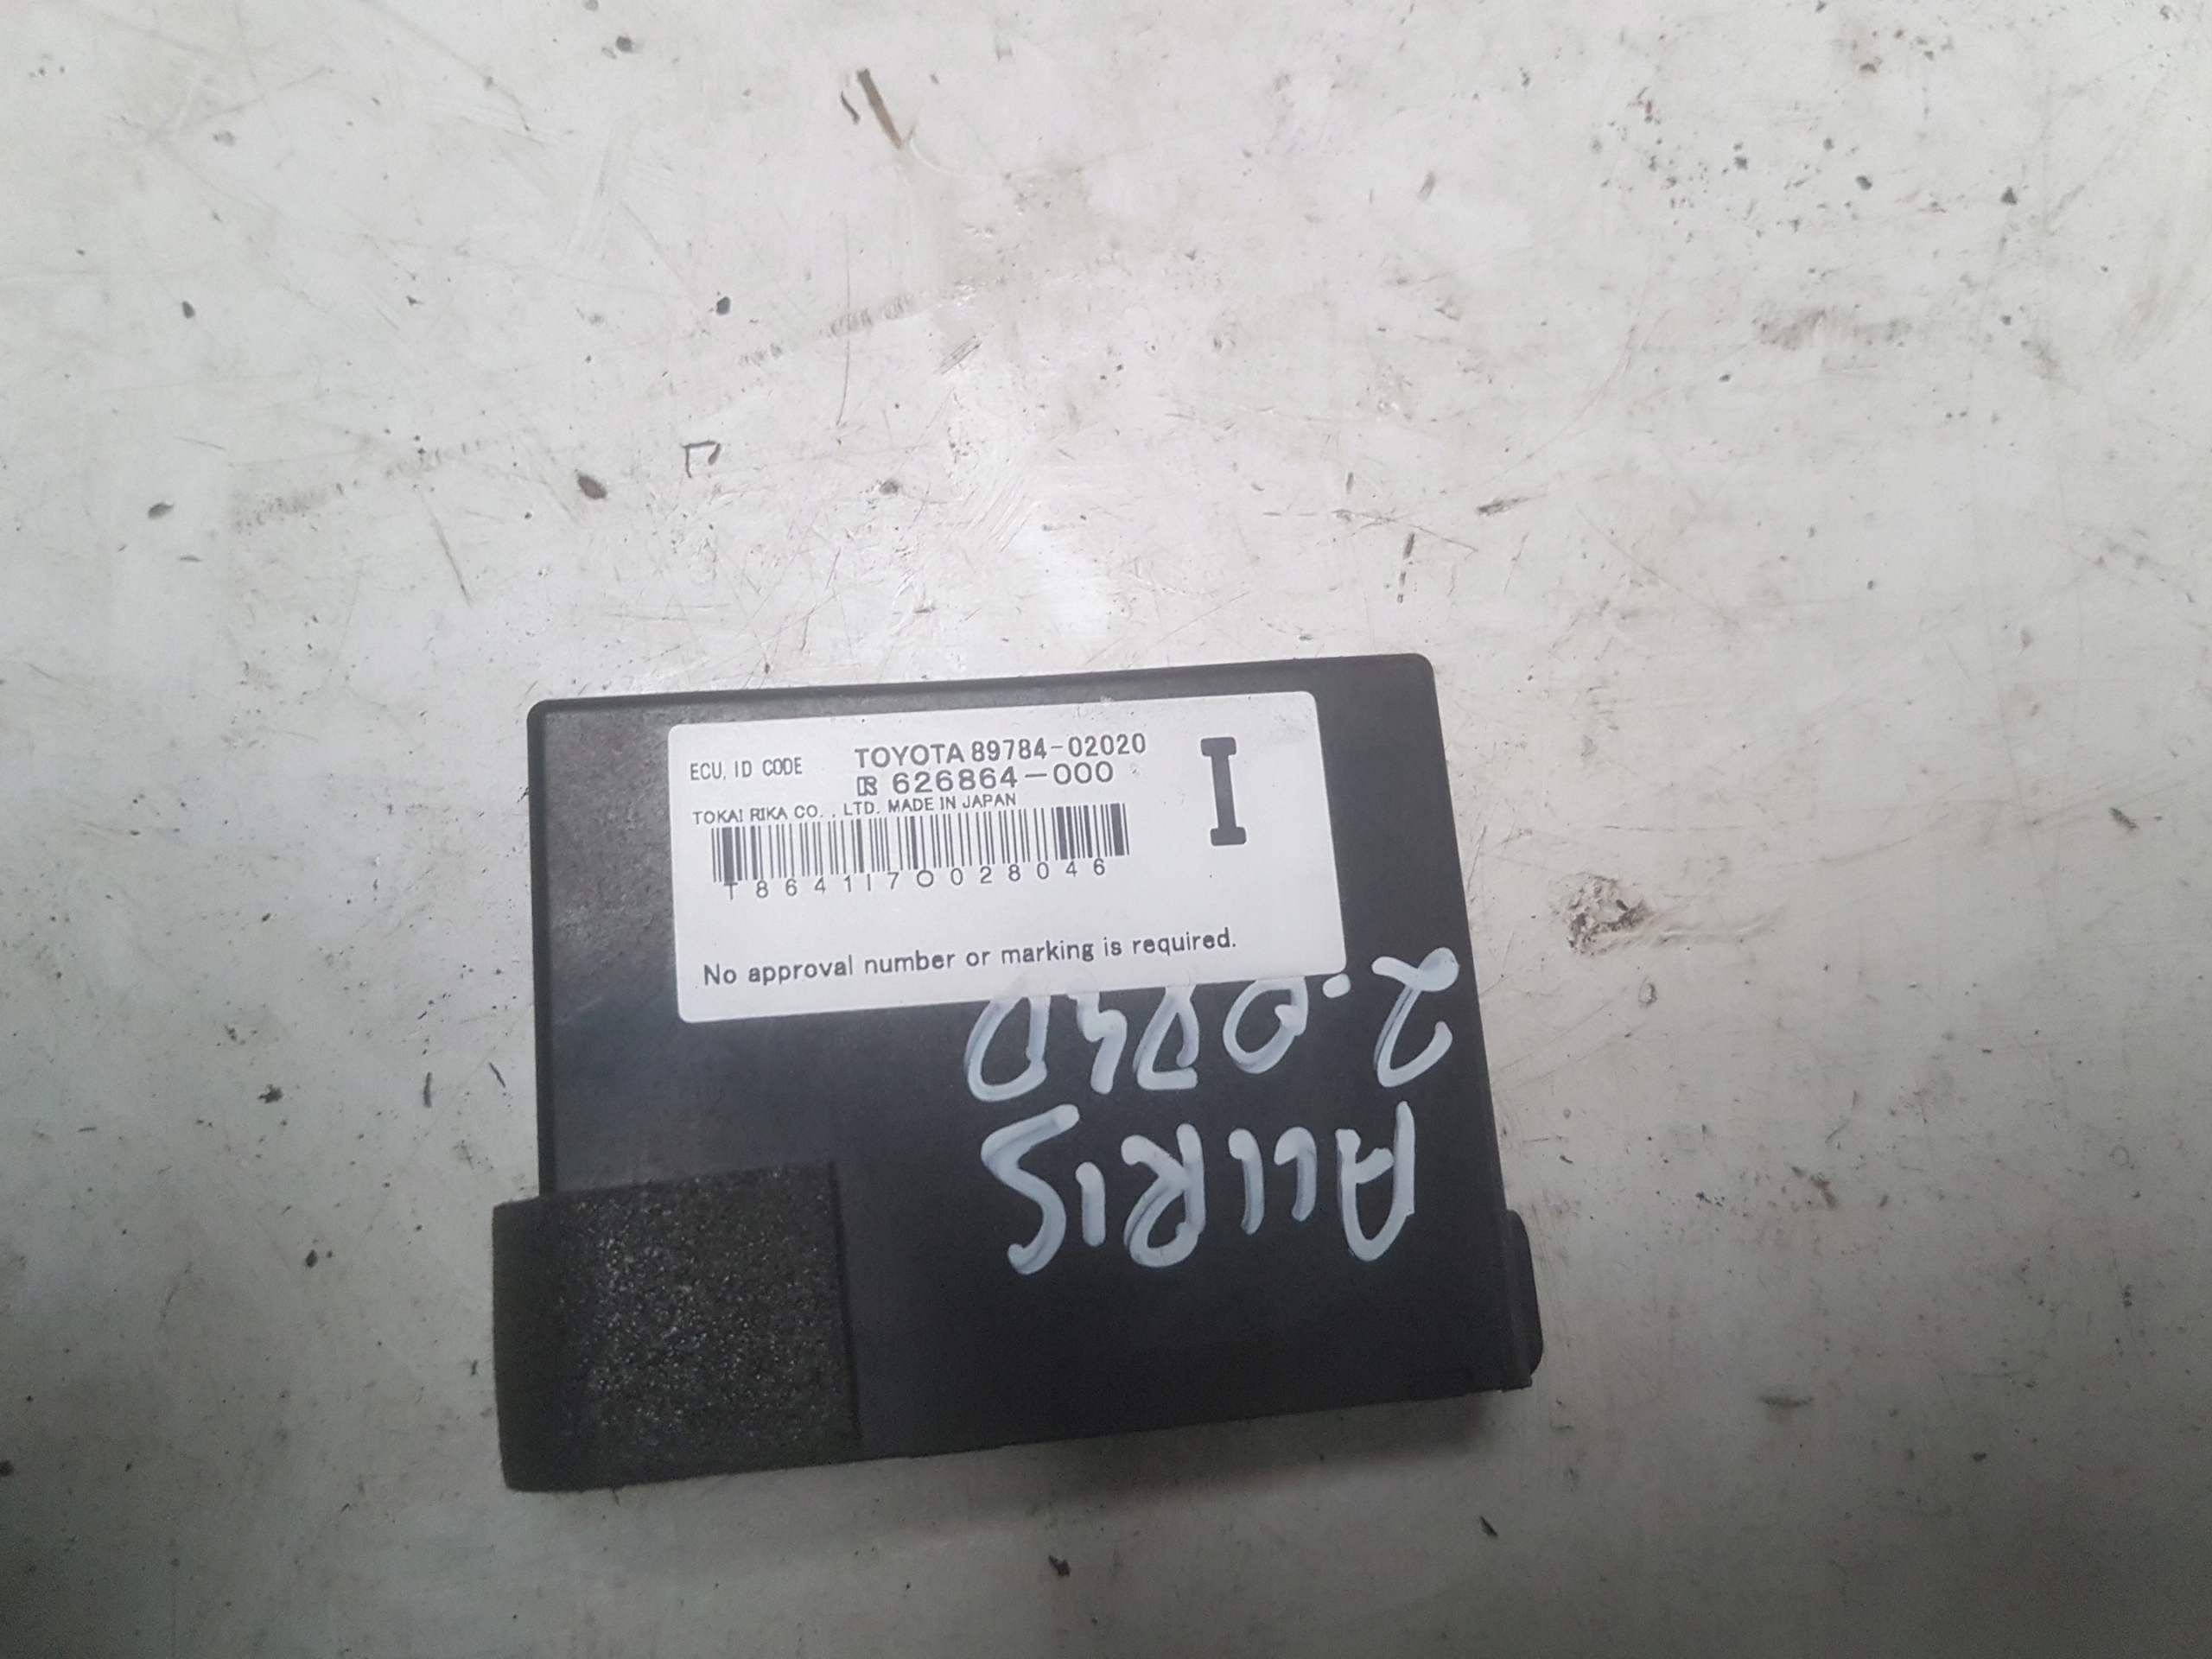 ECU, ID CODE TOYOTA 89784-02020
R 626864-000
TOKAI RIKA CO., LTD. MADE IN JAPAN
T8641170028046
I
No approval number or marking is required.
AURIS
2.0D4D